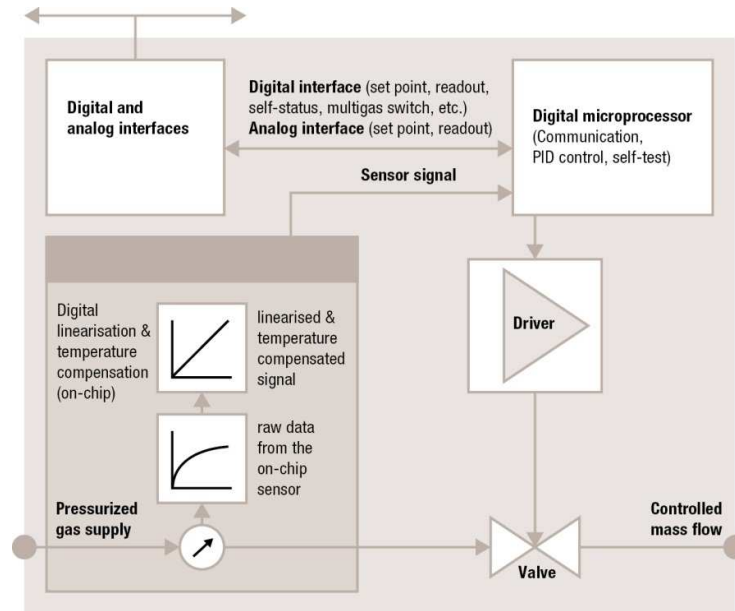 Digital and
analog interfaces
Digital interface (set point, readout,
self-status, multigas switch, etc.)
Analog interface (set point, readout)
Digital microprocessor
(Communication,
PID control, self-test)
Sensor signal
Digital
linearisation &
temperature
compensation
(on-chip)
linearised &
temperature
compensated
signal
Driver
raw data
from the
on-chip
sensor
Pressurized
gas supply
Controlled
mass flow
Valve